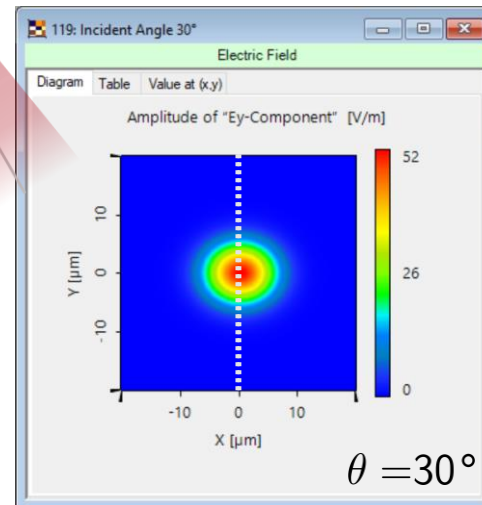 119: Incident Angle 30°
Electric Field
Diagram Table Value at (x,y)
Amplitude of "Ey-Component" [V/m]
52
26
0
10
0
-10
Y [µm]
-10 0 10
X [µm]
θ =30°